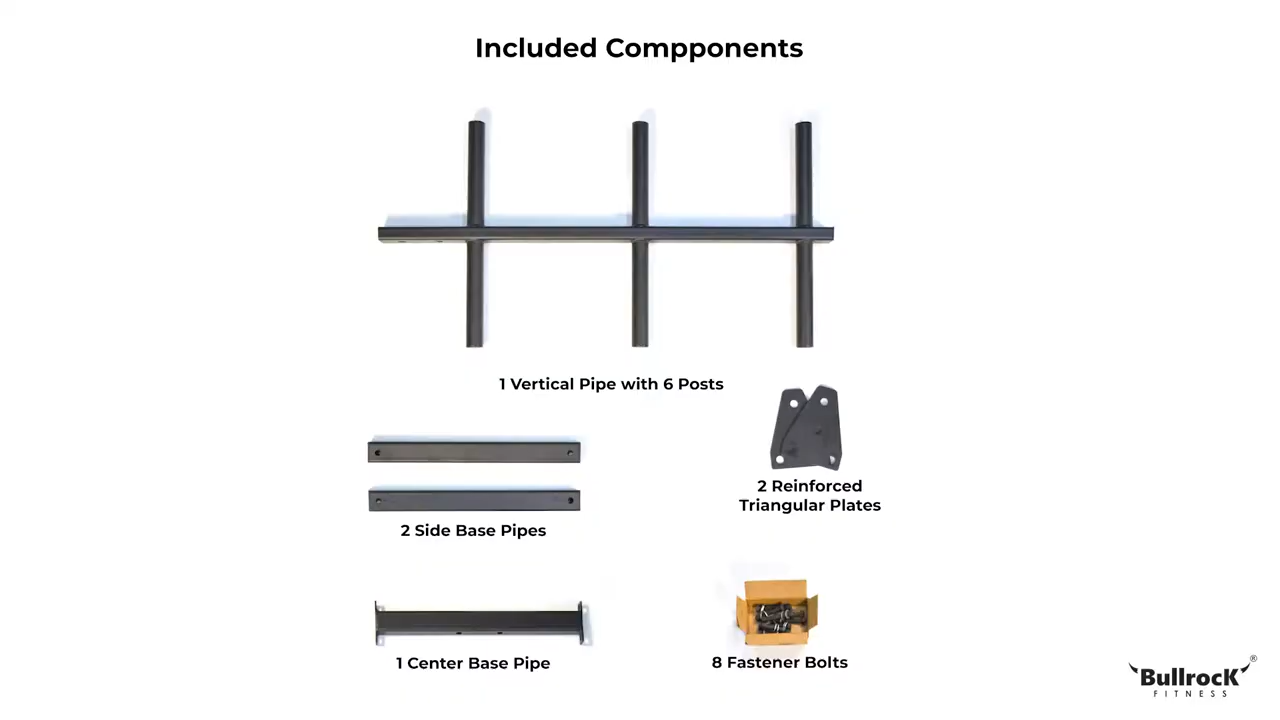 Included Compponents
1 Vertical Pipe with 6 Posts
2 Reinforced
Triangular Plates
2 Side Base Pipes
1 Center Base Pipe
8 Fastener Bolts
BullrocK®
FITNESS